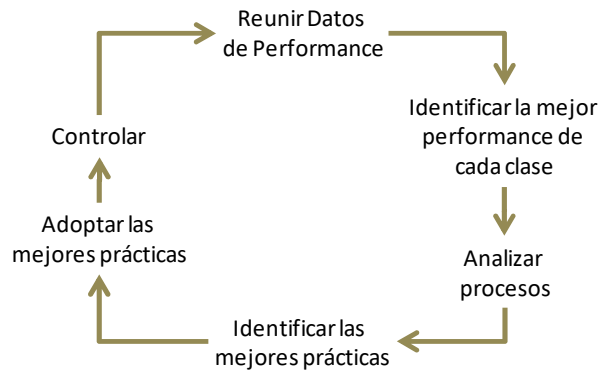 Reunir Datos
de Performance
Identificar la mejor
performance de
cada clase
Analizar
procesos
Identificar las
mejores prácticas
Adoptar las
mejores prácticas
Controlar